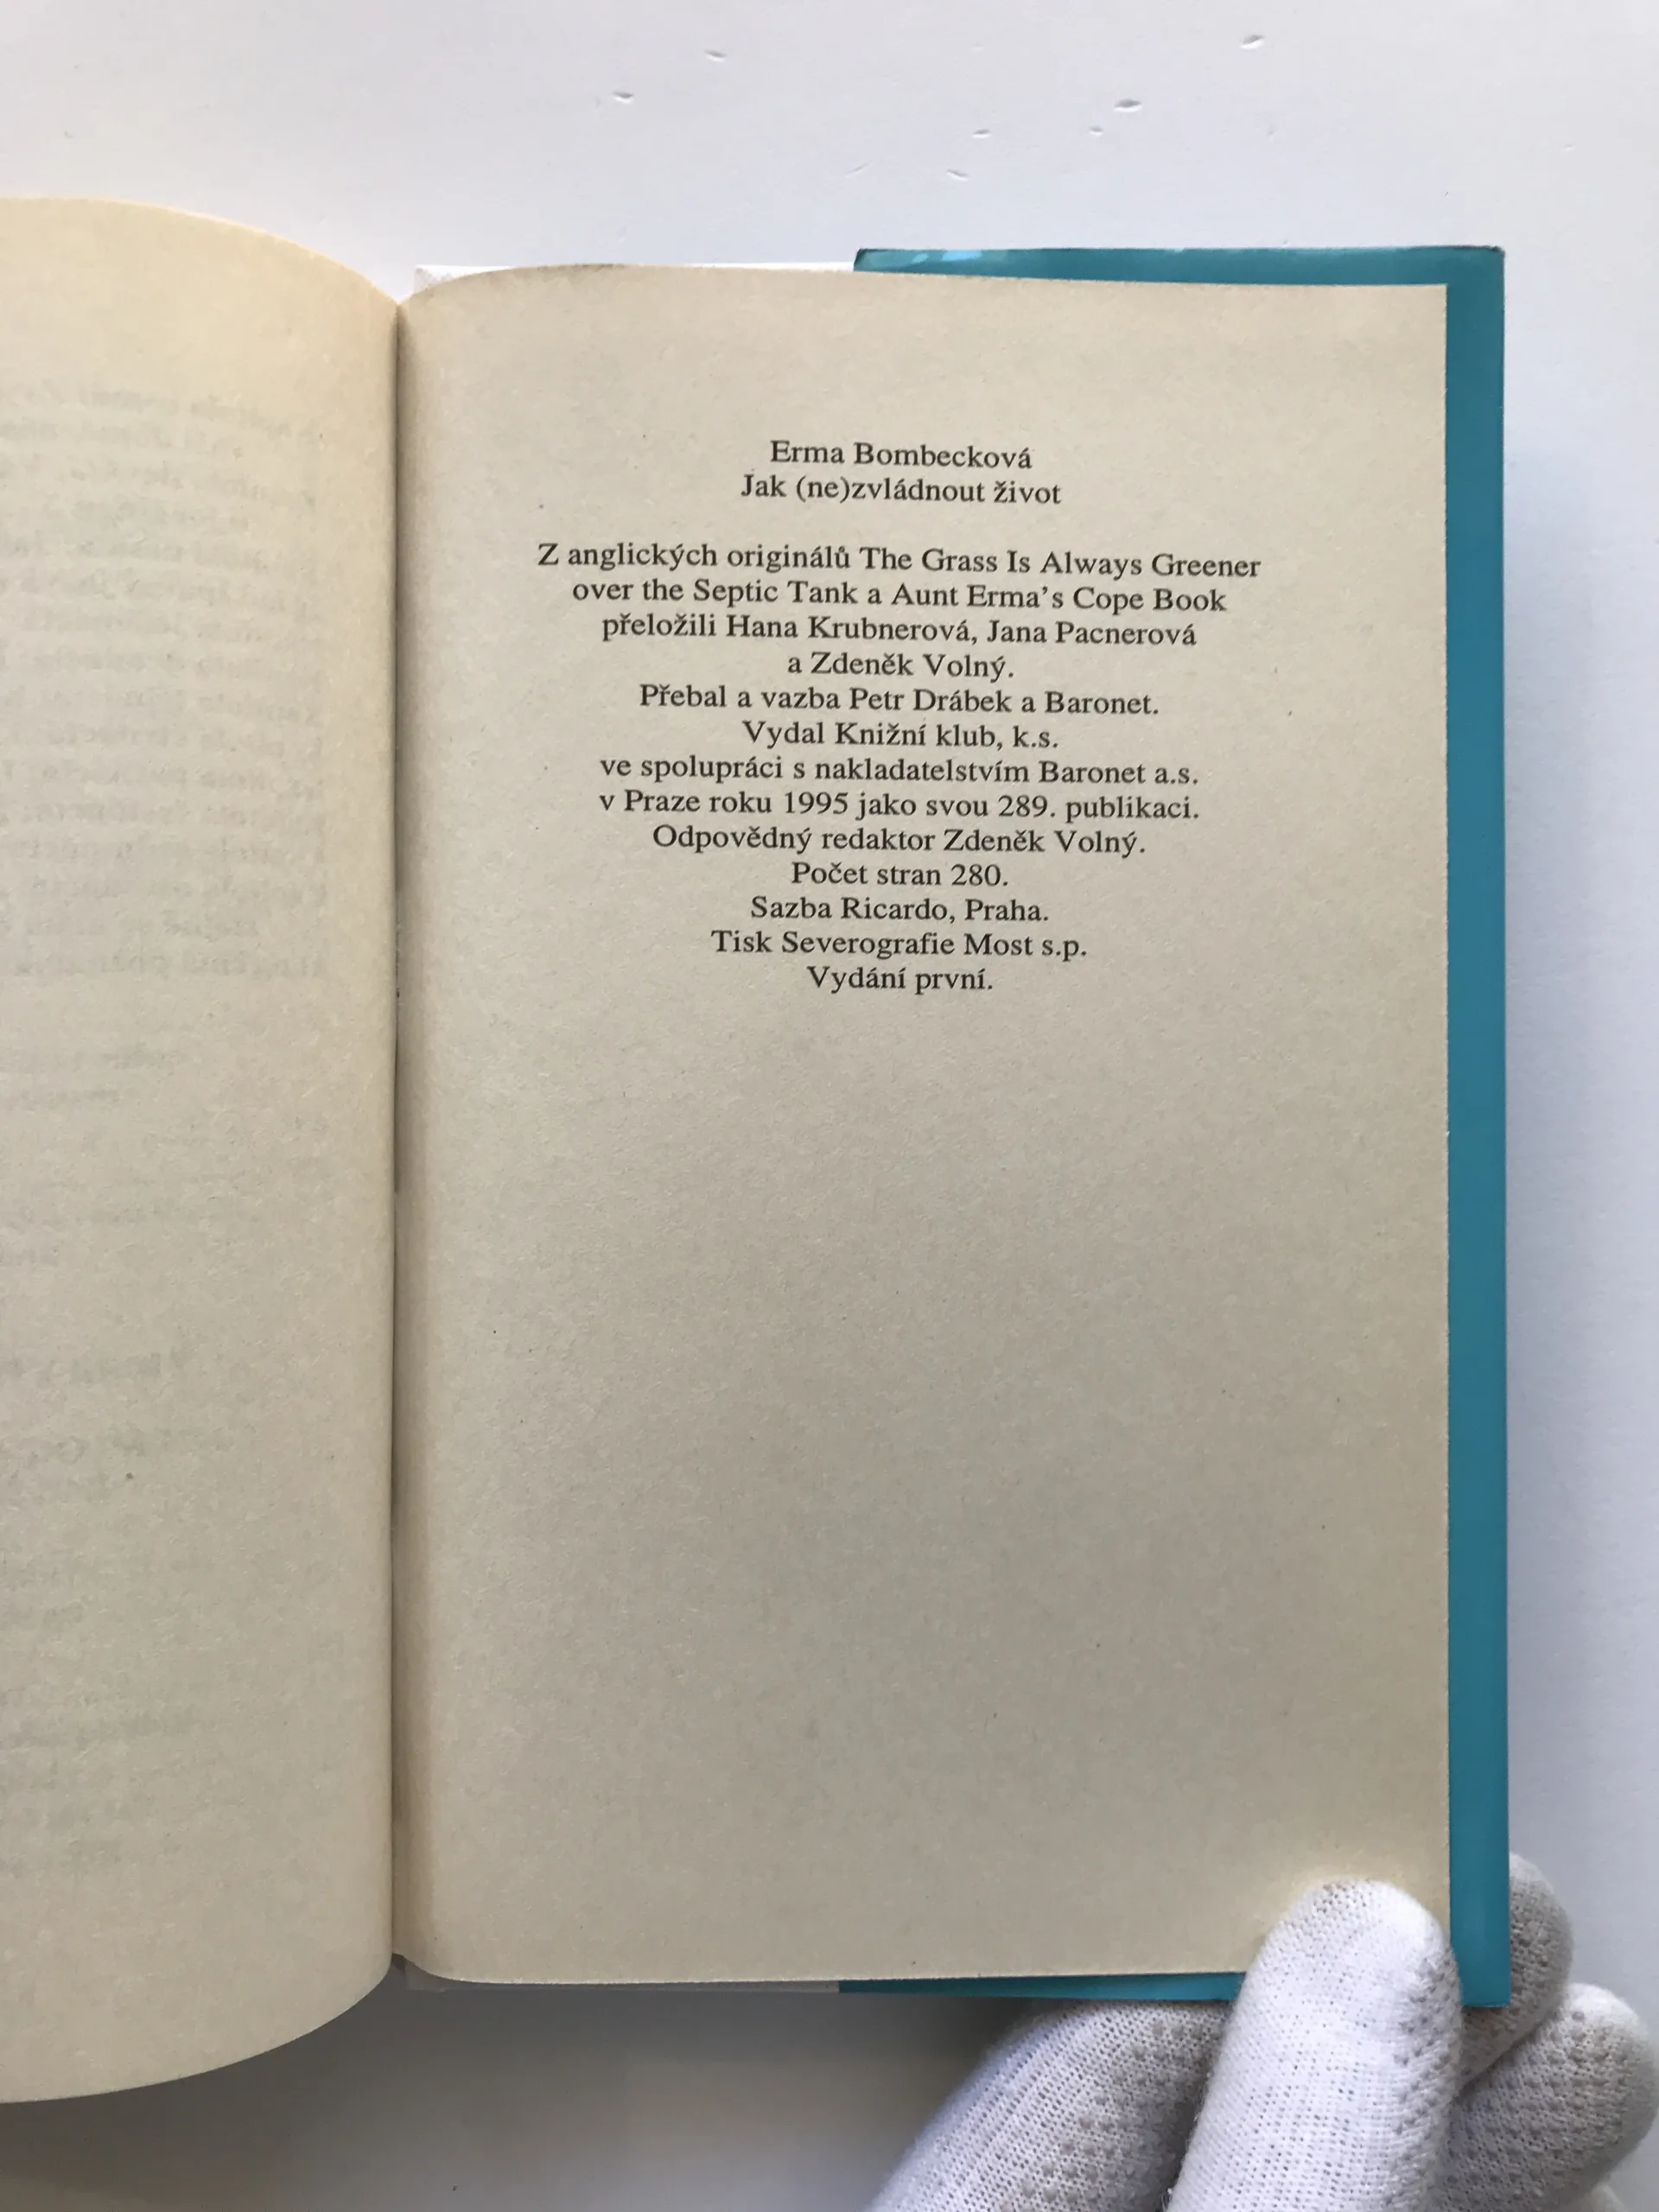 Erma Bombecková
Jak (ne)zvládnout život
Z anglických originálů The Grass Is Always Greener
over the Septic Tank a Aunt Erma's Cope Book
přeložili Hana Krubnerová, Jana Pacnerová
a Zdeněk Volný.
Přebal a vazba Petr Drábek a Baronet.
Vydal Knižní klub, k.s.
ve spolupráci s nakladatelstvím Baronet a.s.
v Praze roku 1995 jako svou 289. publikaci.
Odpovědný redaktor Zdeněk Volný.
Počet stran 280.
Sazba Ricardo, Praha.
Tisk Severografie Most s.p.
Vydání první.